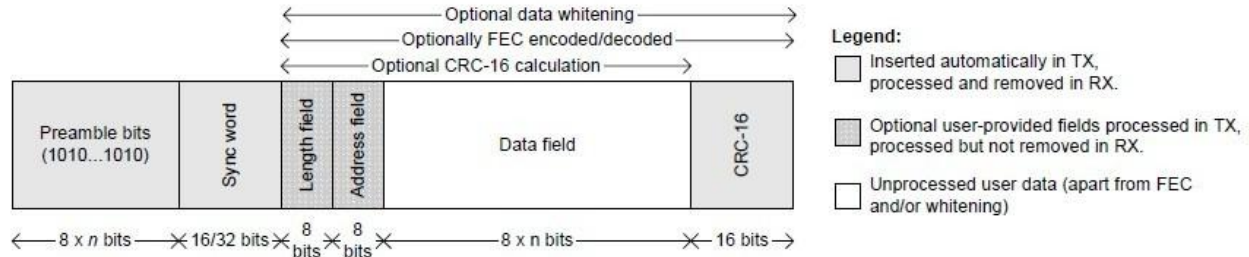 Optional data whitening
Optionally FEC encoded/decoded
Optional CRC-16 calculation
Preamble bits
(1010...1010)
Sync word
Length field
Address field
Data field
CRC-16
8 x n bits
16/32 bits
8
bits
8
bits
8 x n bits
16 bits
Legend:
Inserted automatically in TX,
processed and removed in RX.
Optional user-provided fields processed in TX,
processed but not removed in RX.
Unprocessed user data (apart from FEC
and/or whitening)